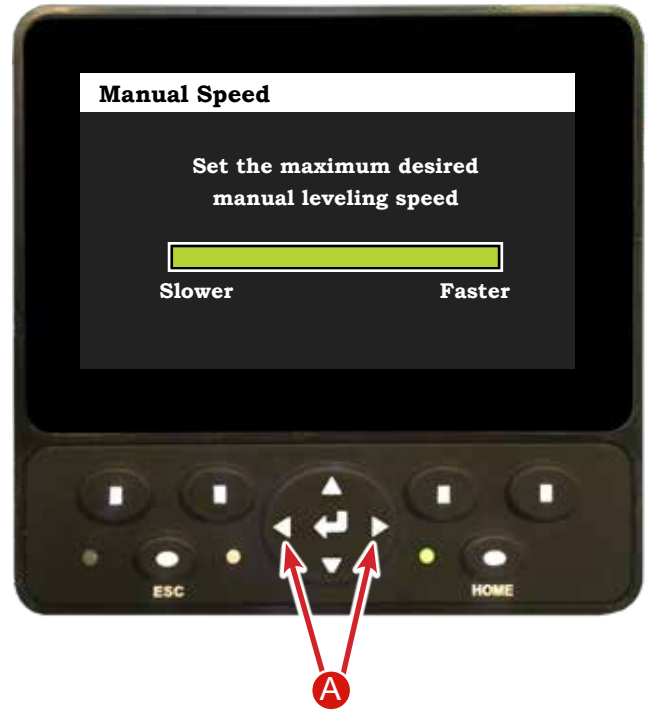 Manual Speed
Set the maximum desired
manual leveling speed
Slower Faster
ESC HOME
A